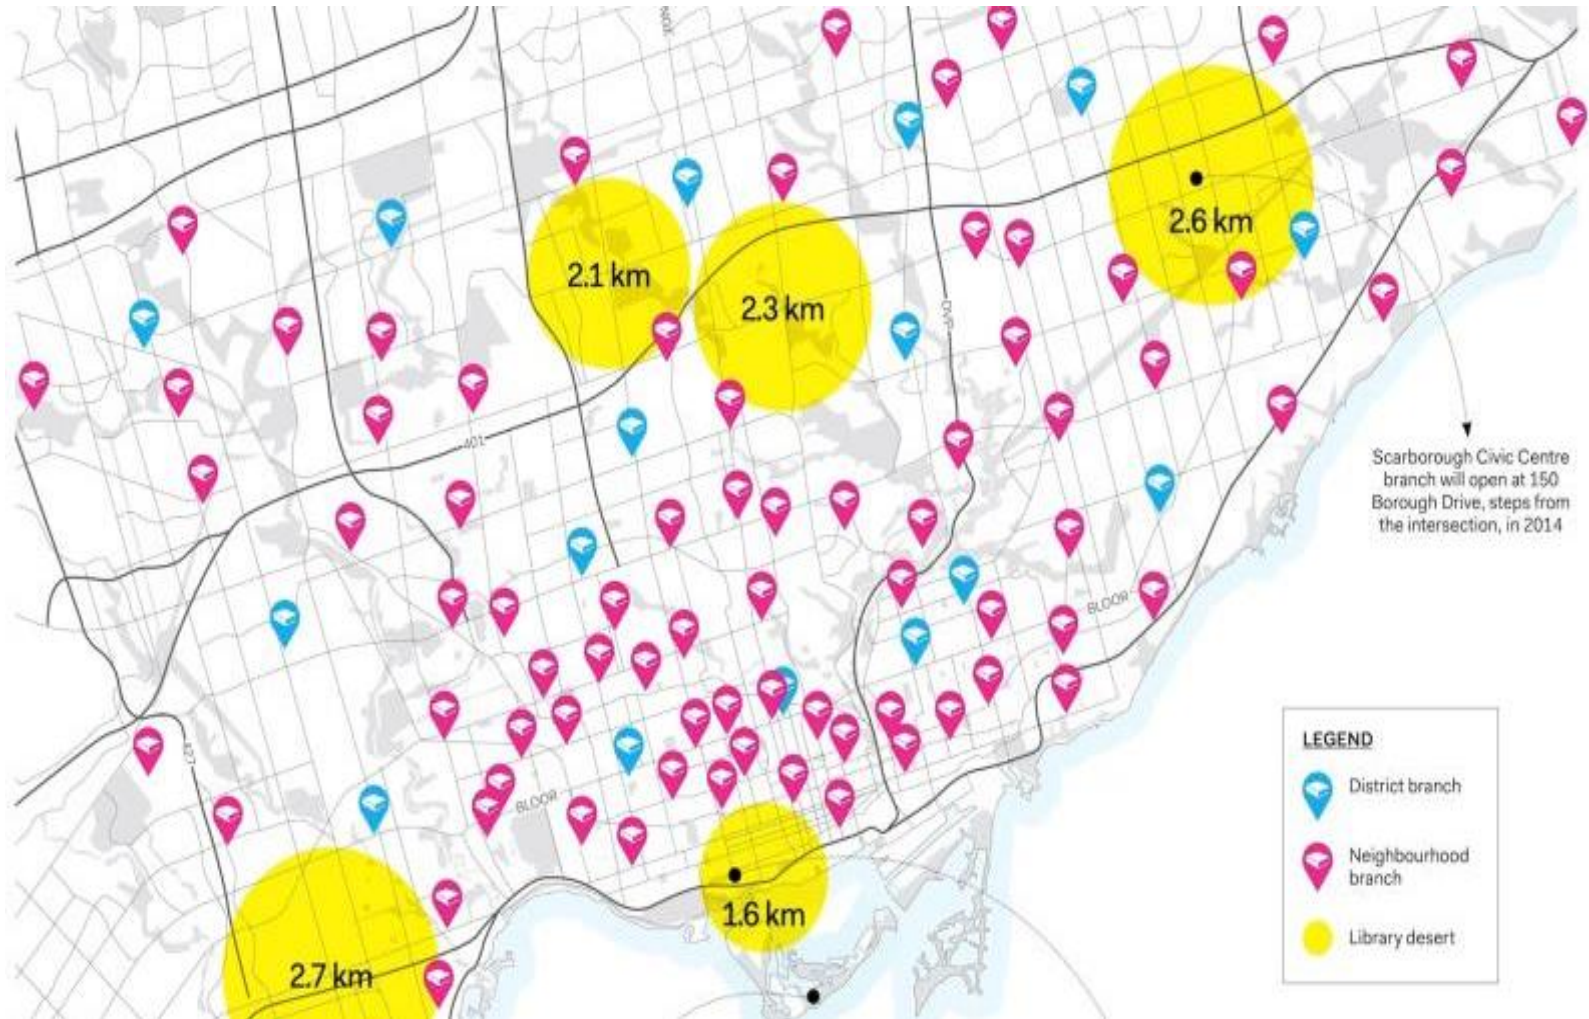 2.6 km
2.1 km
2.3 km
401
Scarborough Civic Centre
branch will open at 150
Borough Drive, steps from
the intersection, in 2014
BLOOR
427
BLOOR
1.6 km
2.7 km
LEGEND
District branch
Neighbourhood
branch
Library desert